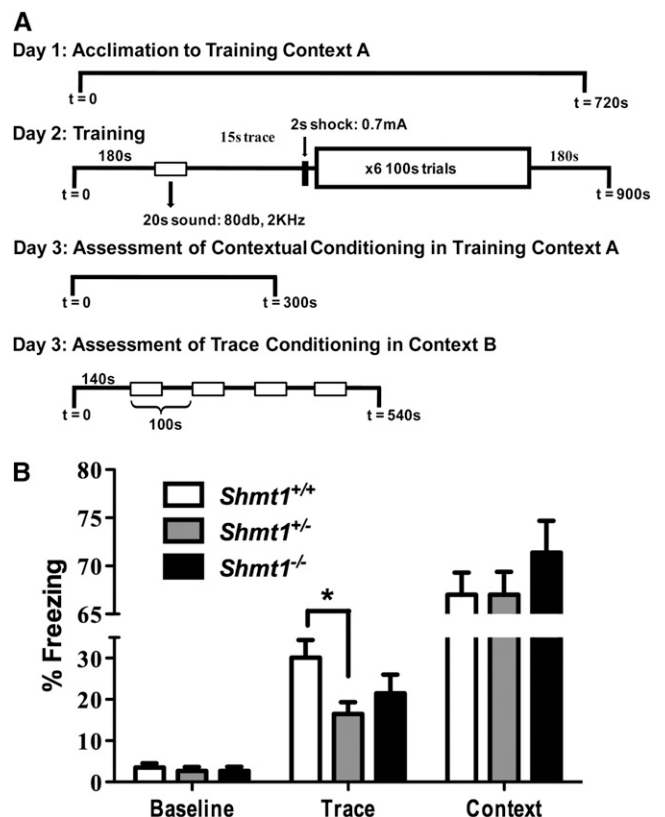 A
Day 1: Acclimation to Training Context A
t = 0
t = 720s
Day 2: Training
180s
15s trace
2s shock: 0.7mA
x6 100s trials
180s
t = 0
t = 900s
20s sound: 80db, 2KHz
Day 3: Assessment of Contextual Conditioning in Training Context A
t = 0
t = 300s
Day 3: Assessment of Trace Conditioning in Context B
140s
t = 0
100s
t = 540s
B
% Freezing
80
75
70
65
30
20
10
0
Shmt1+/+
Shmt1+/-
Shmt1-/-
*
Baseline
Trace
Context